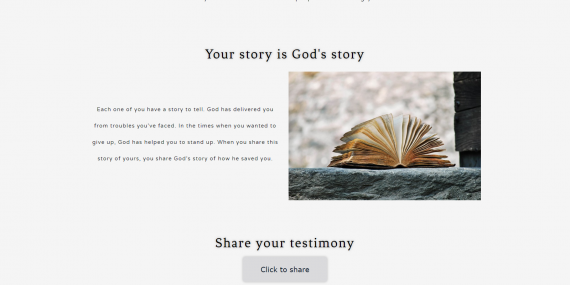 Your story is God's story
Each one of you have a story to tell. God has delivered you
from troubles you've faced. In the times when you wanted to
give up, God has helped you to stand up. When you share this
story of yours, you share God's story of how he saved you.
Share your testimony
Click to share